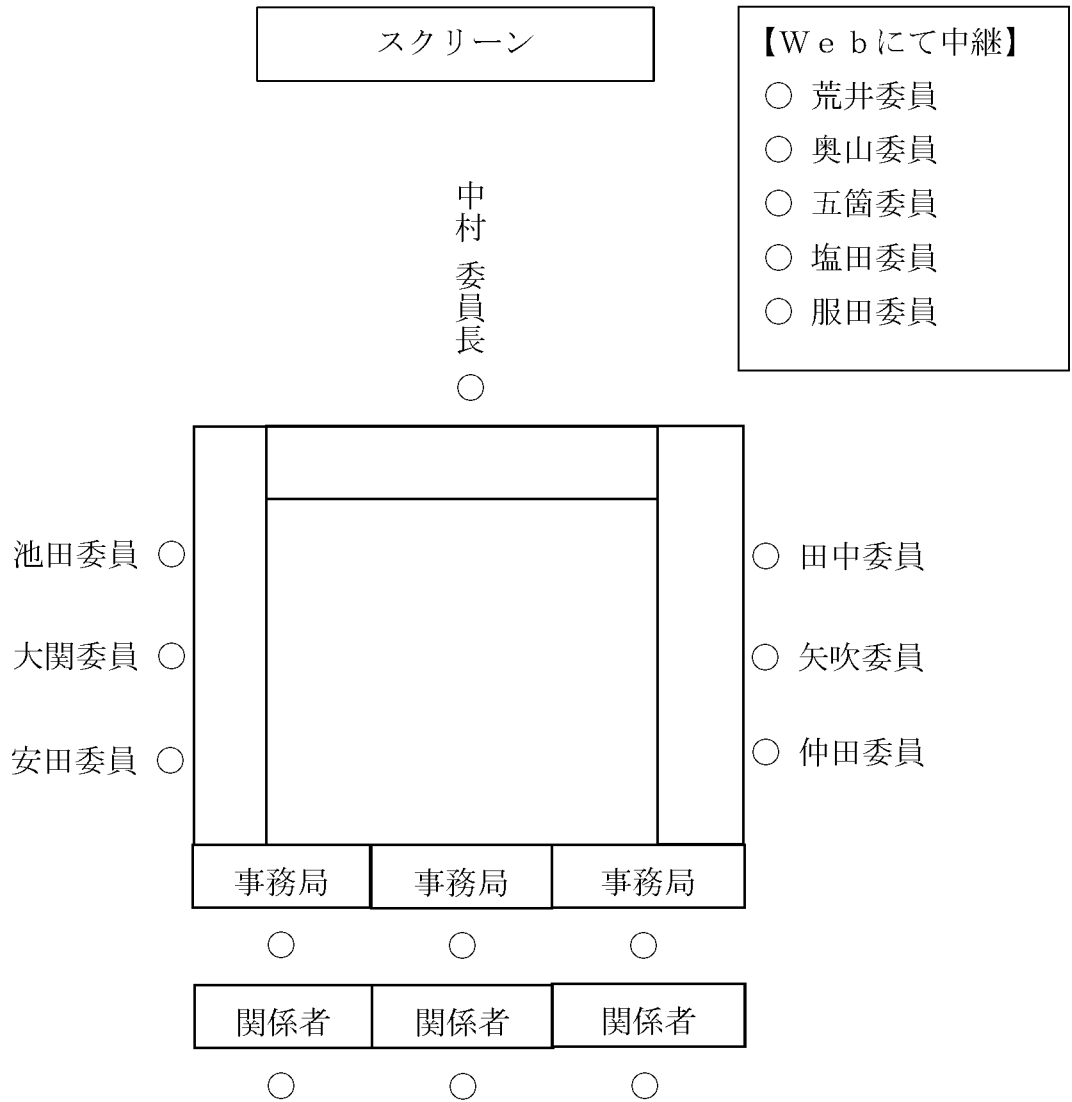 スクリーン
【Ｗｅｂにて中継】
○ 荒井委員
○ 奥山委員
○ 五箇委員
○ 塩田委員
○ 服田委員
中村 委員長
○
池田委員 ○
○ 田中委員
大関委員 ○
○ 矢吹委員
安田委員 ○
○ 仲田委員
事務局 事務局 事務局
○ ○ ○
関係者 関係者 関係者
○ ○ ○